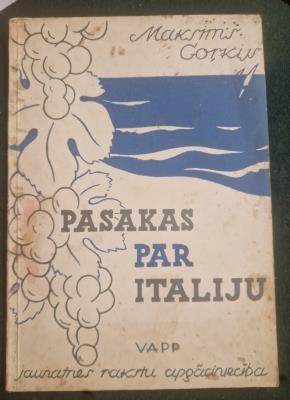 Maksims
Gorkijs
PASAKAS
PAR
ITALIJU
VAPP
jaunatnes rakstu apgādniecība